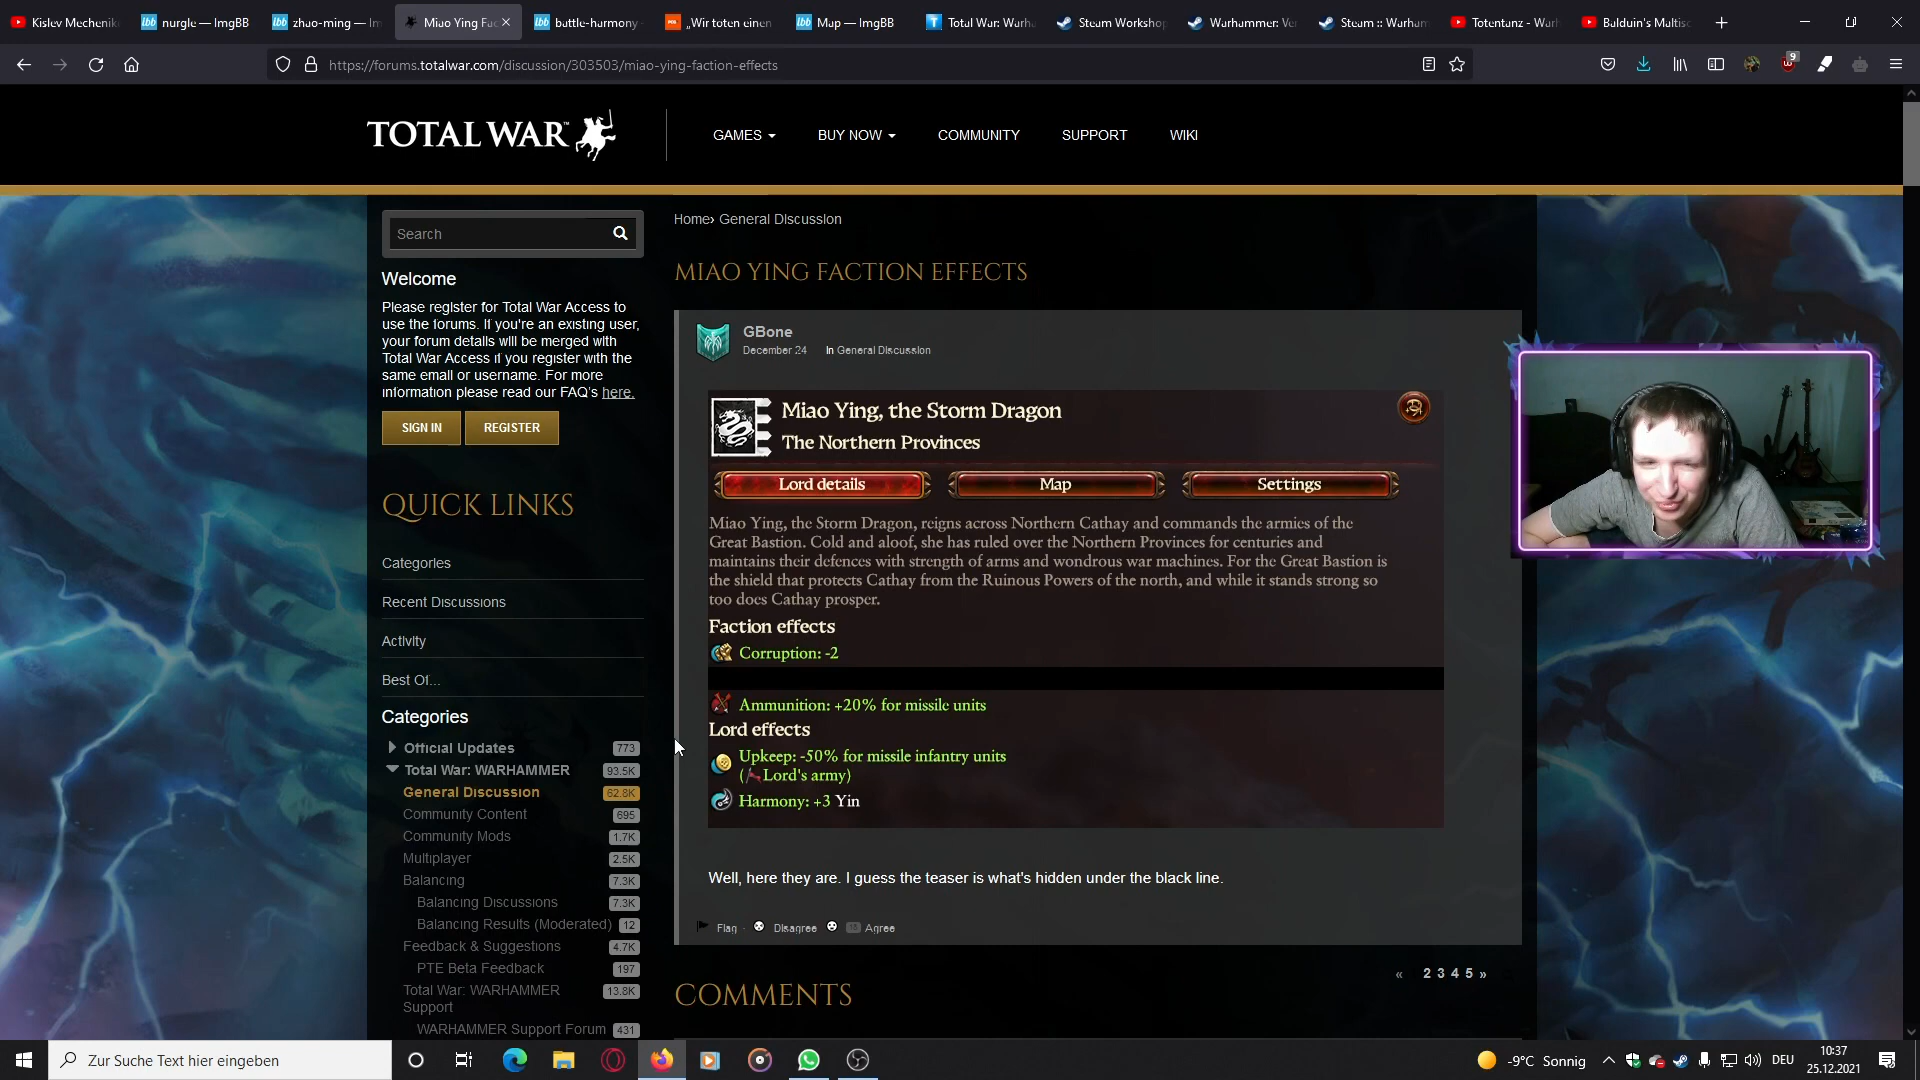 Kislev Mechenik
nurgle — ImgBB
zhao-ming — Im
Miao Ying Fac
battle-harmony
„Wir toten einen
Map — ImgBB
Total War: Warha
Steam Workshop
Warhammer: Ver
Steam :: Warham
Totentanz - Warh
Balduin's Maltisc
https://forums.totalwar.com/discussion/303503/miao-ying-faction-effects
9
TOTAL WAR
GAMES
BUY NOW
COMMUNITY
SUPPORT
WIKI
Search
Welcome
Please register for Total War Access to
use the forums. If you're an existing user,
your forum details will be merged with
Total War Access if you register with the
same email or username. For more
information please read our FAQ's here.
SIGN IN
REGISTER
QUICK LINKS
Categories
Recent Discussions
Activity
Best Of...
Categories
Official Updates 773
Total War: WARHAMMER 93.5K
General Discussion 62.8K
Community Content 695
Community Mods 1.7K
Multiplayer 2.5K
Balancing 7.3K
Balancing Discussions 7.3K
Balancing Results (Moderated) 12
Feedback & Suggestions 4.7K
PTE Beta Feedback 197
Total War: WARHAMMER 13.8K
Support
WARHAMMER Support Forum 431
Home› General Discussion
MIAO YING FACTION EFFECTS
GBone
December 24 In General Discussion
Miao Ying, the Storm Dragon
The Northern Provinces
Lord details
Map
Settings
Miao Ying, the Storm Dragon, reigns across Northern Cathay and commands the armies of the
Great Bastion. Cold and aloof, she has ruled over the Northern Provinces for centuries and
maintains their defences with strength of arms and wondrous war machines. For the Great Bastion is
the shield that protects Cathay from the Ruinous Powers of the north, and while it stands strong so
too does Cathay prosper.
Faction effects
Corruption: -2
Ammunition: +20% for missile units
Lord effects
Upkeep: -50% for missile infantry units
(Lord's army)
Harmony: +3 Yin
Well, here they are. I guess the teaser is what's hidden under the black line.
Flag · Disagree Agree
« 2 3 4 5 »
COMMENTS
Zur Suche Text hier eingeben
-9°C Sonnig
DEU
10:37
25.12.2021